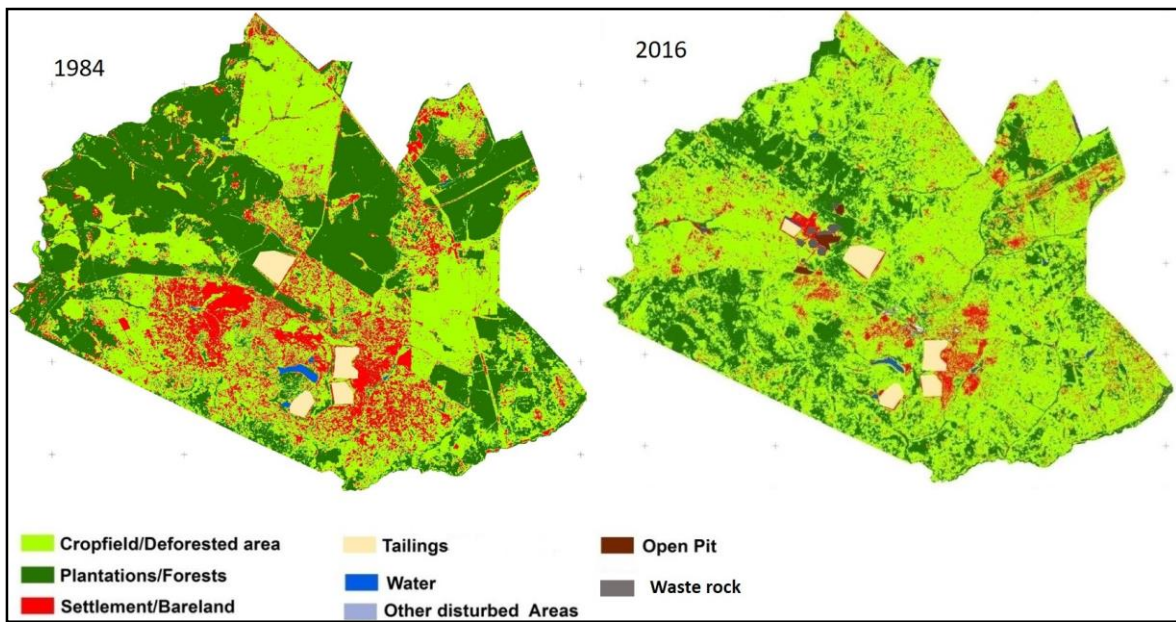 1984
2016
Cropfield/Deforested area
Plantations/Forests
Settlement/Bareland
Tailings
Water
Other disturbed Areas
Open Pit
Waste rock